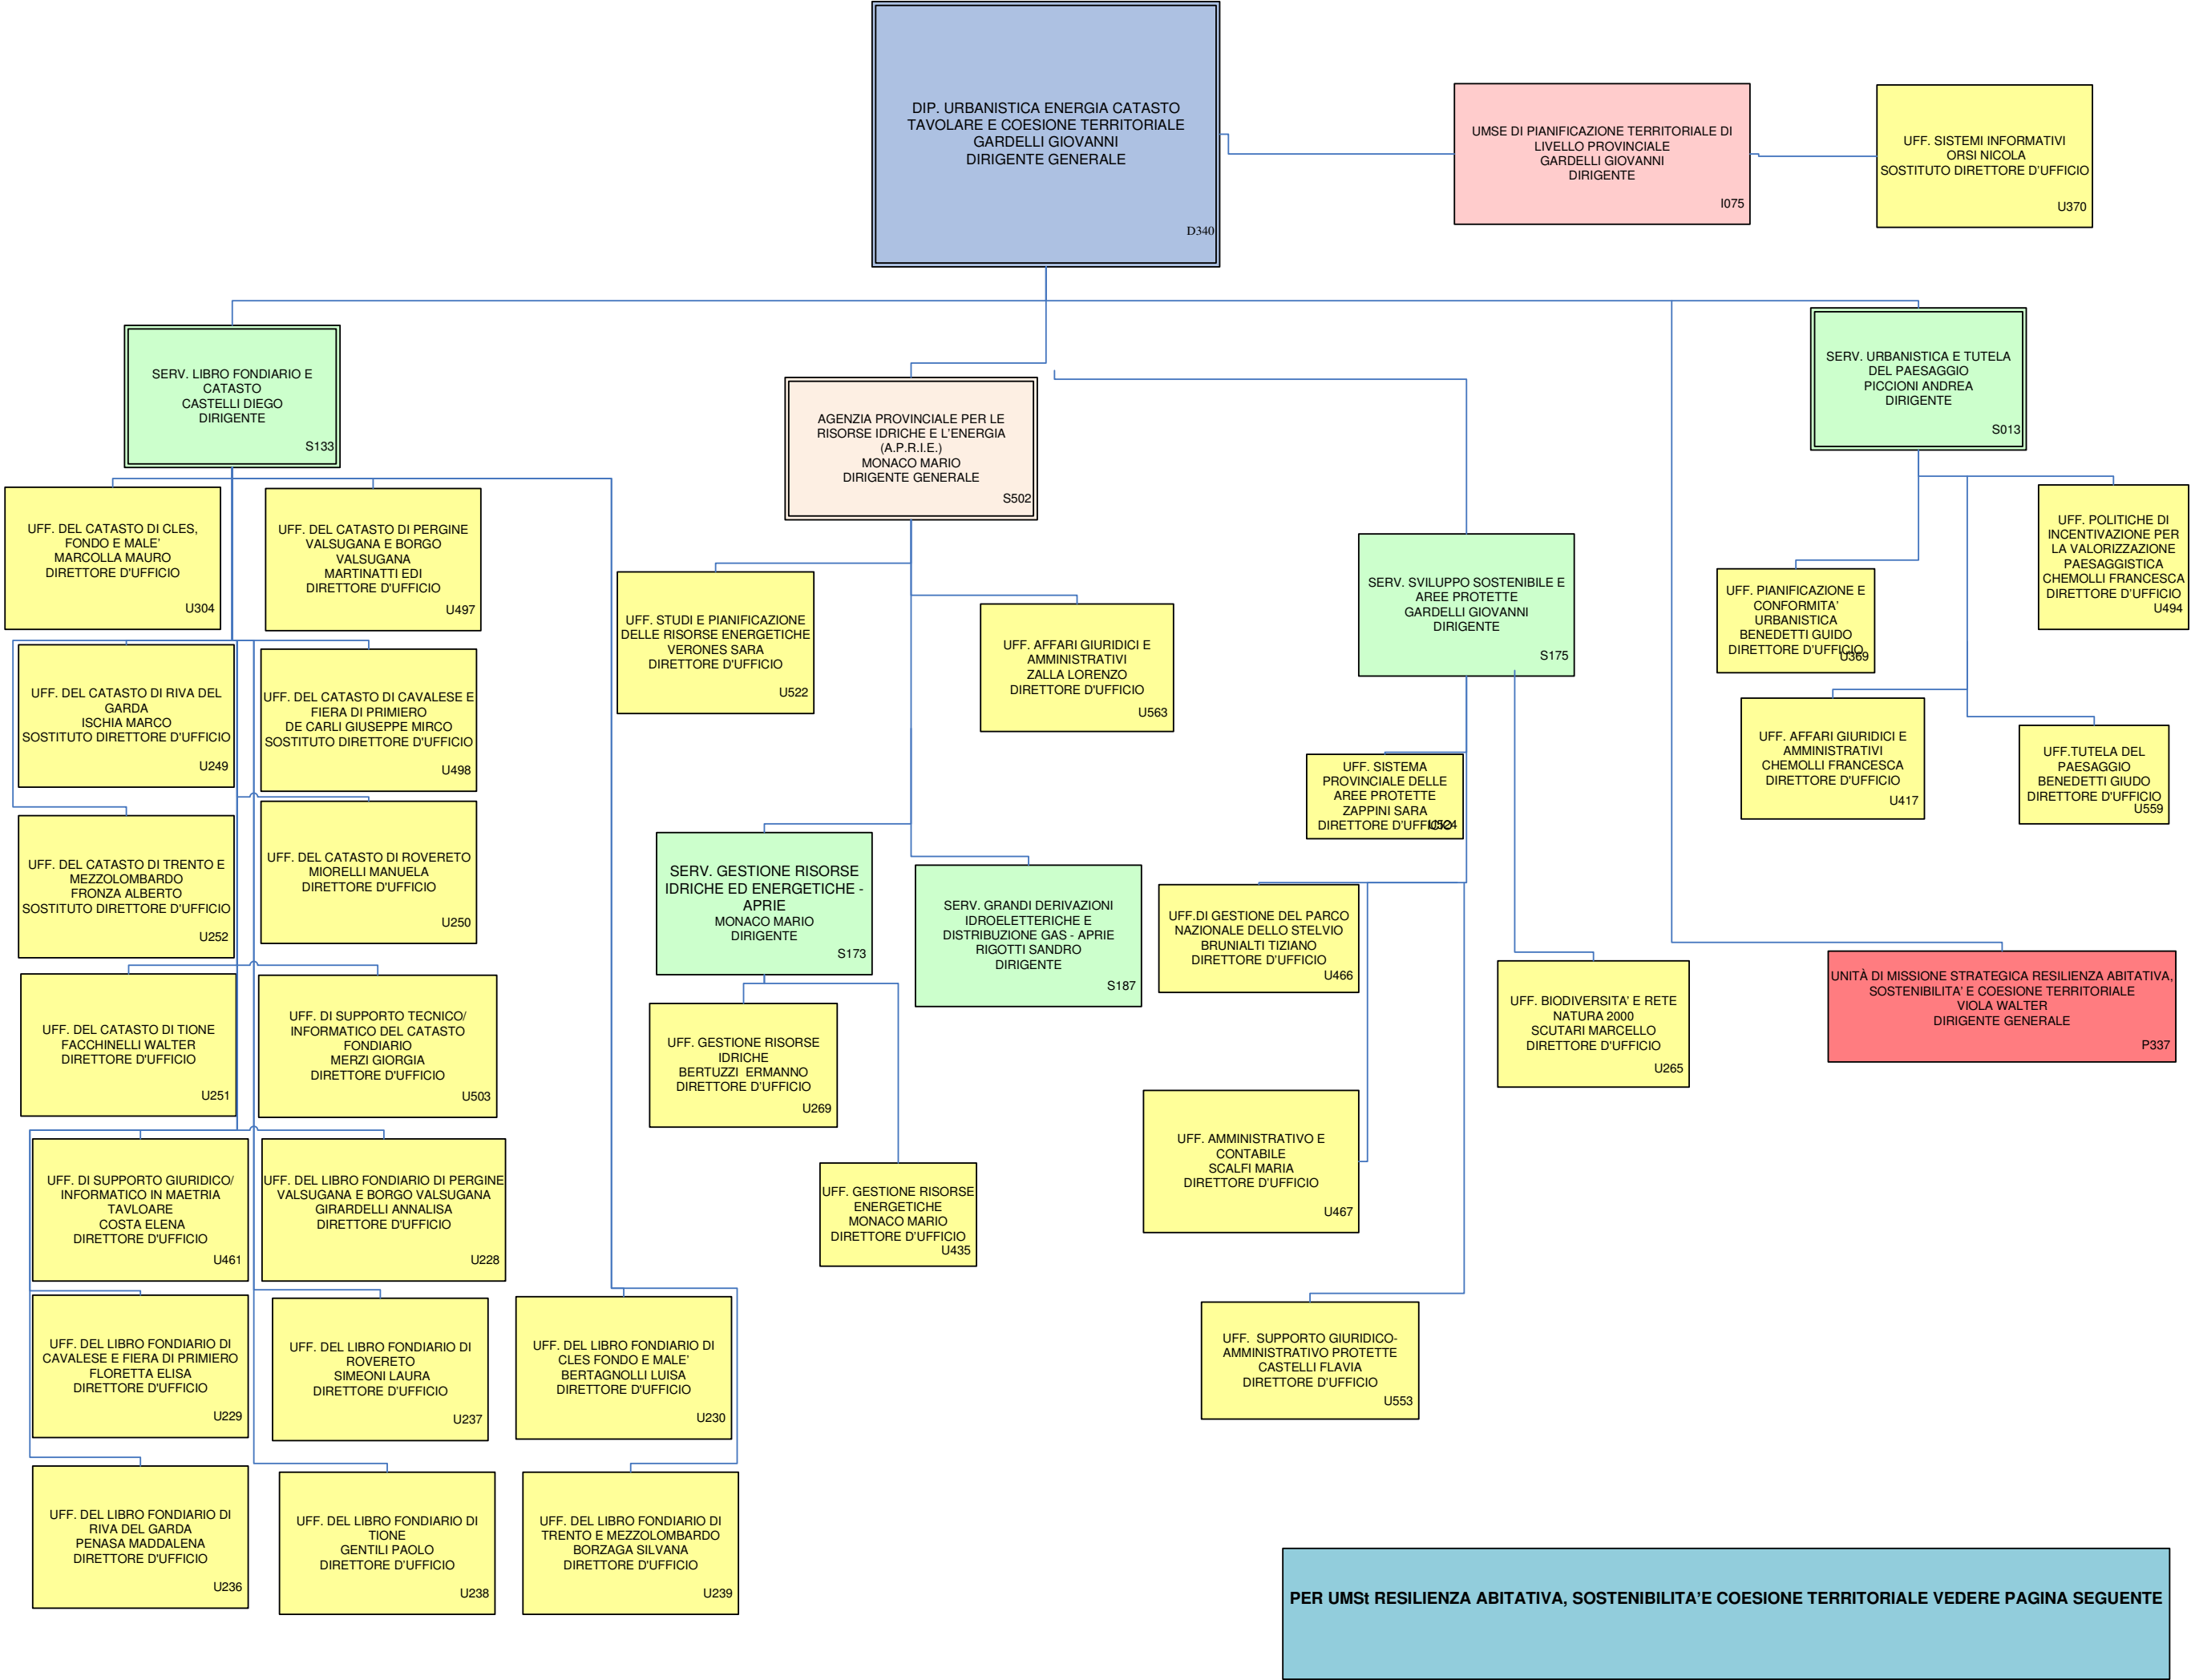 DIP. URBANISTICA ENERGIA CATASTO
TAVOLARE E COESIONE TERRITORIALE
GARDELLI GIOVANNI
DIRIGENTE GENERALE
D340
UMSE DI PIANIFICAZIONE TERRITORIALE DI
LIVELLO PROVINCIALE
GARDELLI GIOVANNI
DIRIGENTE
I075
UFF. SISTEMI INFORMATIVI
ORSI NICOLA
SOSTITUTO DIRETTORE D'UFFICIO
U370
SERV. LIBRO FONDIARIO E
CATASTO
CASTELLI DIEGO
DIRIGENTE
S133
AGENZIA PROVINCIALE PER LE
RISORSE IDRICHE E L'ENERGIA
(A.P.R.I.E.)
MONACO MARIO
DIRIGENTE GENERALE
S502
SERV. URBANISTICA E TUTELA
DEL PAESAGGIO
PICCIONI ANDREA
DIRIGENTE
S013
UFF. DEL CATASTO DI CLES,
FONDO E MALE'
MARCOLLA MAURO
DIRETTORE D'UFFICIO
U304
UFF. DEL CATASTO DI PERGINE
VALSUGANA E BORGO
VALSUGANA
MARTINATTI EDI
DIRETTORE D'UFFICIO
U497
UFF. STUDI E PIANIFICAZIONE
DELLE RISORSE ENERGETICHE
VERONES SARA
DIRETTORE D'UFFICIO
U522
UFF. AFFARI GIURIDICI E
AMMINISTRATIVI
ZALLA LORENZO
DIRETTORE D'UFFICIO
U563
SERV. SVILUPPO SOSTENIBILE E
AREE PROTETTE
GARDELLI GIOVANNI
DIRIGENTE
S175
UFF. PIANIFICAZIONE E
CONFORMITA'
URBANISTICA
BENEDETTI GUIDO
DIRETTORE D'UFFICIO
U369
UFF. POLITICHE DI
INCENTIVAZIONE PER
LA VALORIZZAZIONE
PAESAGGISTICA
CHEMOLLI FRANCESCA
DIRETTORE D'UFFICIO
U494
UFF. DEL CATASTO DI RIVA DEL
GARDA
ISCHIA MARCO
SOSTITUTO DIRETTORE D'UFFICIO
U249
UFF. DEL CATASTO DI CAVALESE E
FIERA DI PRIMIERO
DE CARLI GIUSEPPE MIRCO
SOSTITUTO DIRETTORE D'UFFICIO
U498
UFF. SISTEMA
PROVINCIALE DELLE
AREE PROTETTE
ZAPPINI SARA
DIRETTORE D'UFFICIO
U524
UFF. AFFARI GIURIDICI E
AMMINISTRATIVI
CHEMOLLI FRANCESCA
DIRETTORE D'UFFICIO
U417
UFF.TUTELA DEL
PAESAGGIO
BENEDETTI GIUDO
DIRETTORE D'UFFICIO
U559
UFF. DEL CATASTO DI TRENTO E
MEZZOLOMBARDO
FRONZA ALBERTO
SOSTITUTO DIRETTORE D'UFFICIO
U252
UFF. DEL CATASTO DI ROVERETO
MIORELLI MANUELA
DIRETTORE D'UFFICIO
U250
SERV. GESTIONE RISORSE
IDRICHE ED ENERGETICHE -
APRIE
MONACO MARIO
DIRIGENTE
S173
SERV. GRANDI DERIVAZIONI
IDROELETTERICHE E
DISTRIBUZIONE GAS - APRIE
RIGOTTI SANDRO
DIRIGENTE
S187
UFF.DI GESTIONE DEL PARCO
NAZIONALE DELLO STELVIO
BRUNIALTI TIZIANO
DIRETTORE D'UFFICIO
U466
UFF. BIODIVERSITA' E RETE
NATURA 2000
SCUTARI MARCELLO
DIRETTORE D'UFFICIO
U265
UNITÀ DI MISSIONE STRATEGICA RESILIENZA ABITATIVA,
SOSTENIBILITA' E COESIONE TERRITORIALE
VIOLA WALTER
DIRIGENTE GENERALE
P337
UFF. DEL CATASTO DI TIONE
FACCHINELLI WALTER
DIRETTORE D'UFFICIO
U251
UFF. DI SUPPORTO TECNICO/
INFORMATICO DEL CATASTO
FONDIARIO
MERZI GIORGIA
DIRETTORE D'UFFICIO
U503
UFF. GESTIONE RISORSE
IDRICHE
BERTUZZI ERMANNO
DIRETTORE D'UFFICIO
U269
UFF. AMMINISTRATIVO E
CONTABILE
SCALFI MARIA
DIRETTORE D'UFFICIO
U467
UFF. DI SUPPORTO GIURIDICO/
INFORMATICO IN MAETRIA
TAVLOARE
COSTA ELENA
DIRETTORE D'UFFICIO
U461
UFF. DEL LIBRO FONDIARIO DI PERGINE
VALSUGANA E BORGO VALSUGANA
GIRARDELLI ANNALISA
DIRETTORE D'UFFICIO
U228
UFF. GESTIONE RISORSE
ENERGETICHE
MONACO MARIO
DIRETTORE D'UFFICIO
U435
UFF. DEL LIBRO FONDIARIO DI
CAVALESE E FIERA DI PRIMIERO
FLORETTA ELISA
DIRETTORE D'UFFICIO
U229
UFF. DEL LIBRO FONDIARIO DI
ROVERETO
SIMEONI LAURA
DIRETTORE D'UFFICIO
U237
UFF. DEL LIBRO FONDIARIO DI
CLES FONDO E MALE'
BERTAGNOLLI LUISA
DIRETTORE D'UFFICIO
U230
UFF. SUPPORTO GIURIDICO-
AMMINISTRATIVO PROTETTE
CASTELLI FLAVIA
DIRETTORE D'UFFICIO
U553
UFF. DEL LIBRO FONDIARIO DI
RIVA DEL GARDA
PENASA MADDALENA
DIRETTORE D'UFFICIO
U236
UFF. DEL LIBRO FONDIARIO DI
TIONE
GENTILI PAOLO
DIRETTORE D'UFFICIO
U238
UFF. DEL LIBRO FONDIARIO DI
TRENTO E MEZZOLOMBARDO
BORZAGA SILVANA
DIRETTORE D'UFFICIO
U239
PER UMSt RESILIENZA ABITATIVA, SOSTENIBILITA'E COESIONE TERRITORIALE VEDERE PAGINA SEGUENTE